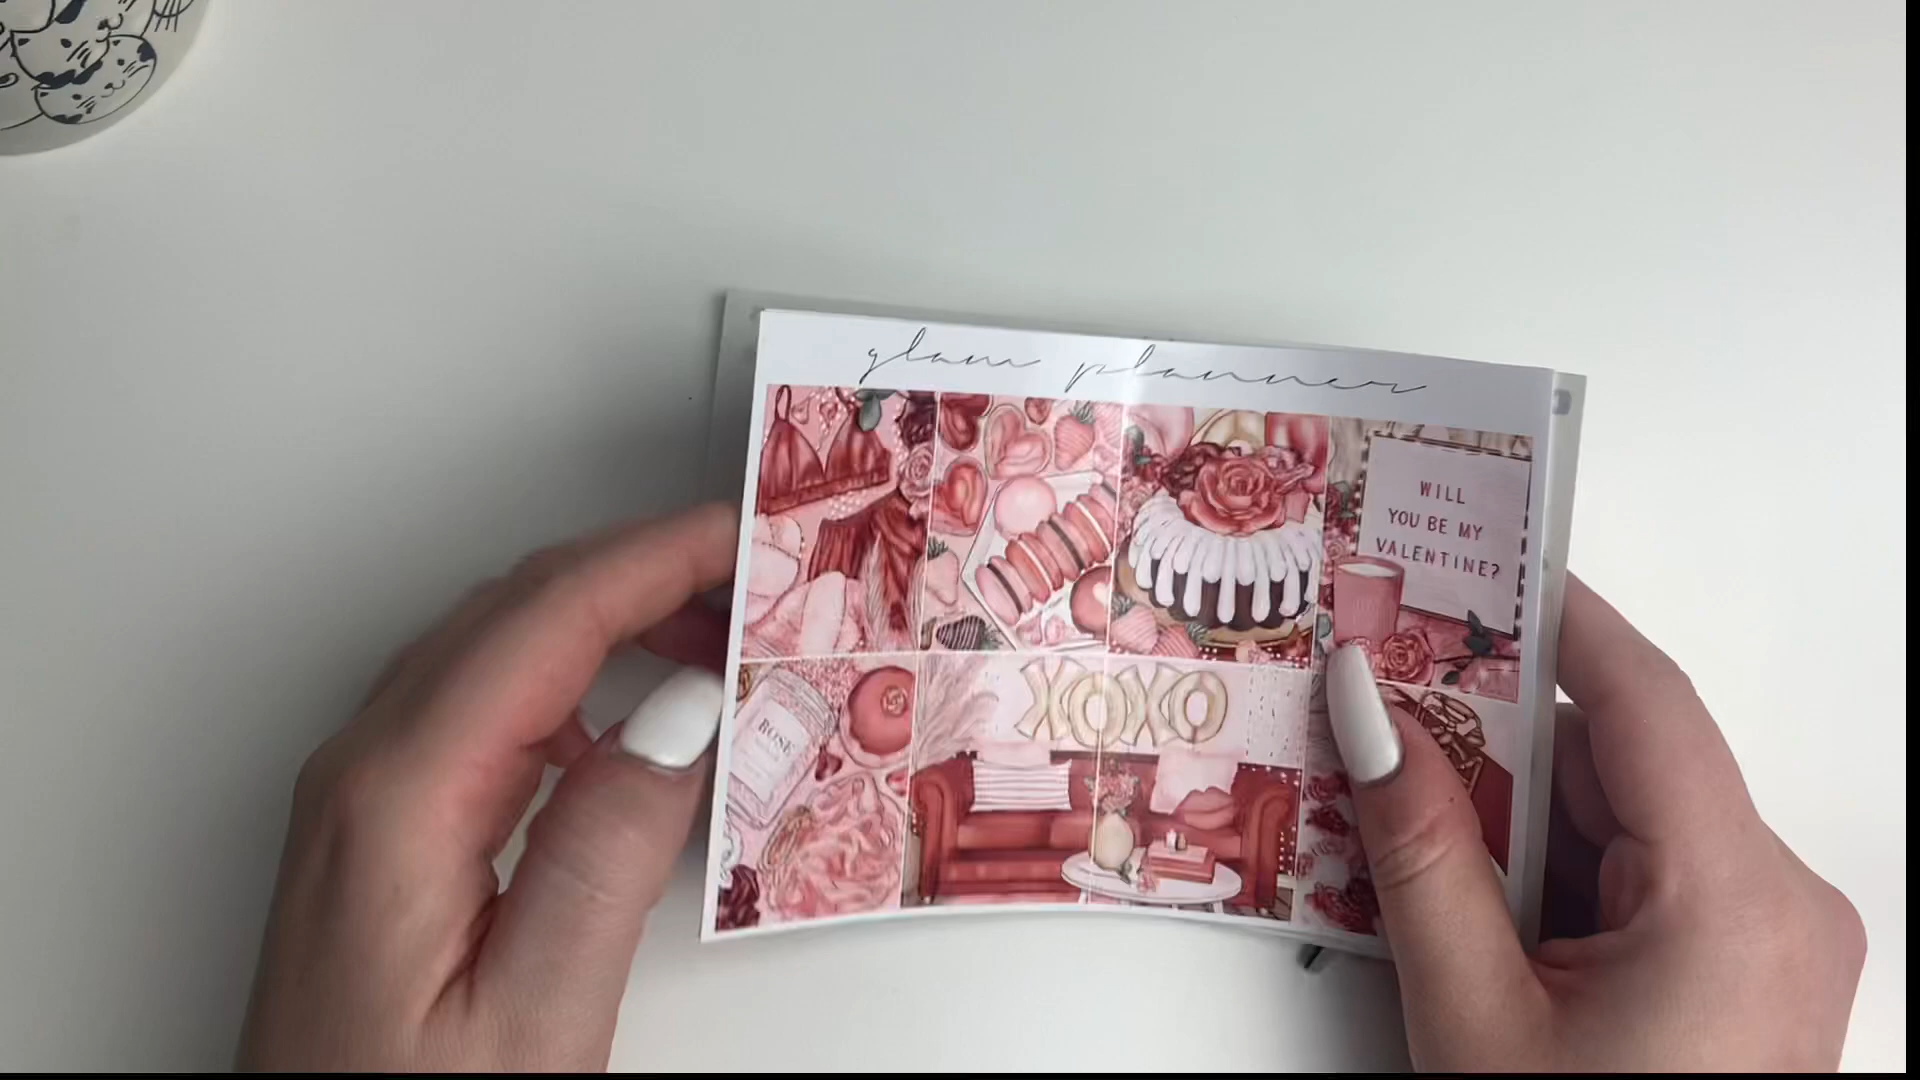 glam planner
WILL
YOU BE MY
VALENTINE?
ROSE
XOXO